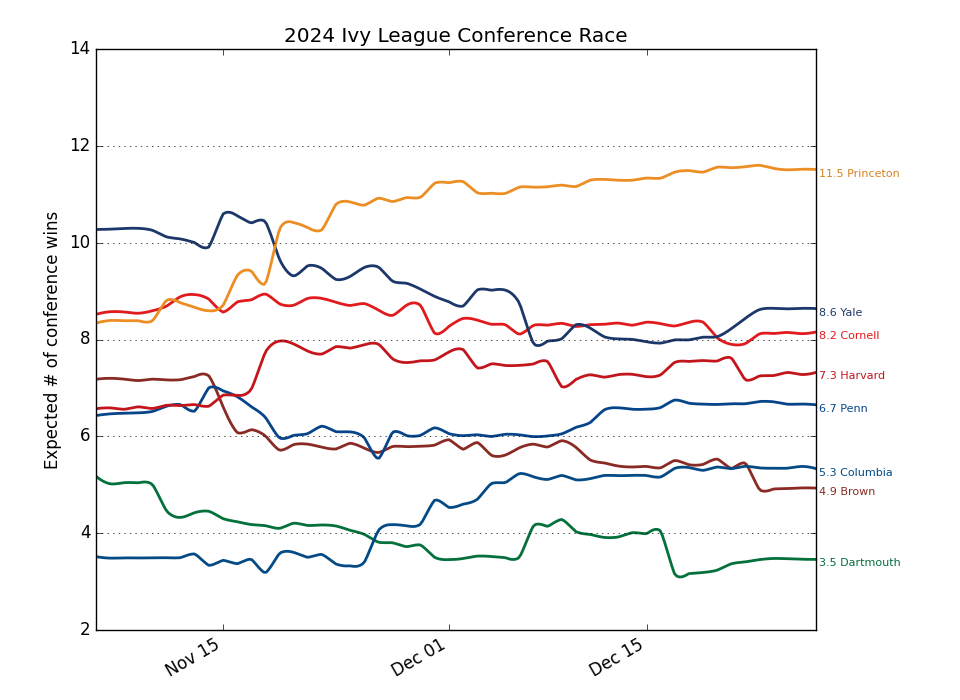 2024 Ivy League Conference Race
Expected # of conference wins
14
12
10
8
6
4
2
Nov 15
Dec 01
Dec 15
11.5 Princeton
8.6 Yale
8.2 Cornell
7.3 Harvard
6.7 Penn
5.3 Columbia
4.9 Brown
3.5 Dartmouth